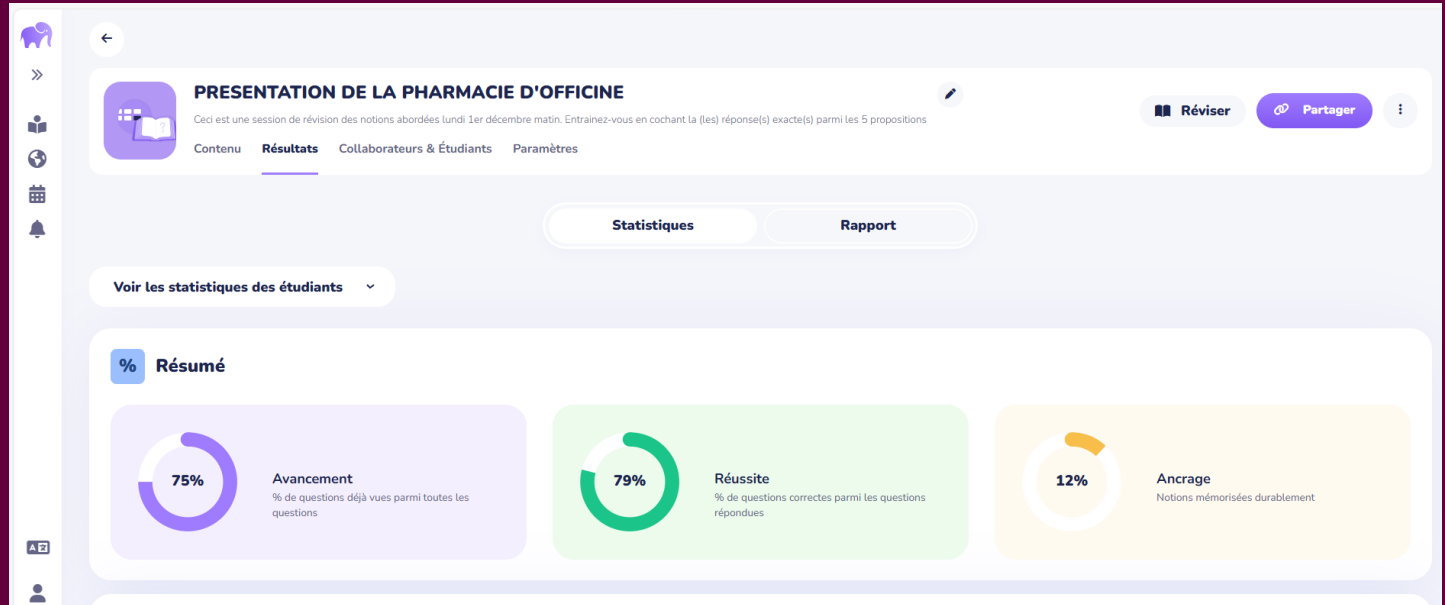 PRESENTATION DE LA PHARMACIE D'OFFICINE
Ceci est une session de révision des notions abordées lundi 1er décembre matin. Entrainez-vous en cochant la (les) réponse(s) exacte(s) parmi les 5 propositions
Réviser
Partager
Contenu
Résultats
Collaborateurs & Étudiants
Paramètres
Statistiques
Rapport
Voir les statistiques des étudiants
%
Résumé
75%
Avancement
% de questions déjà vues parmi toutes les
questions
79%
Réussite
% de questions correctes parmi les questions
répondues
12%
Ancrage
Notions mémorisées durablement